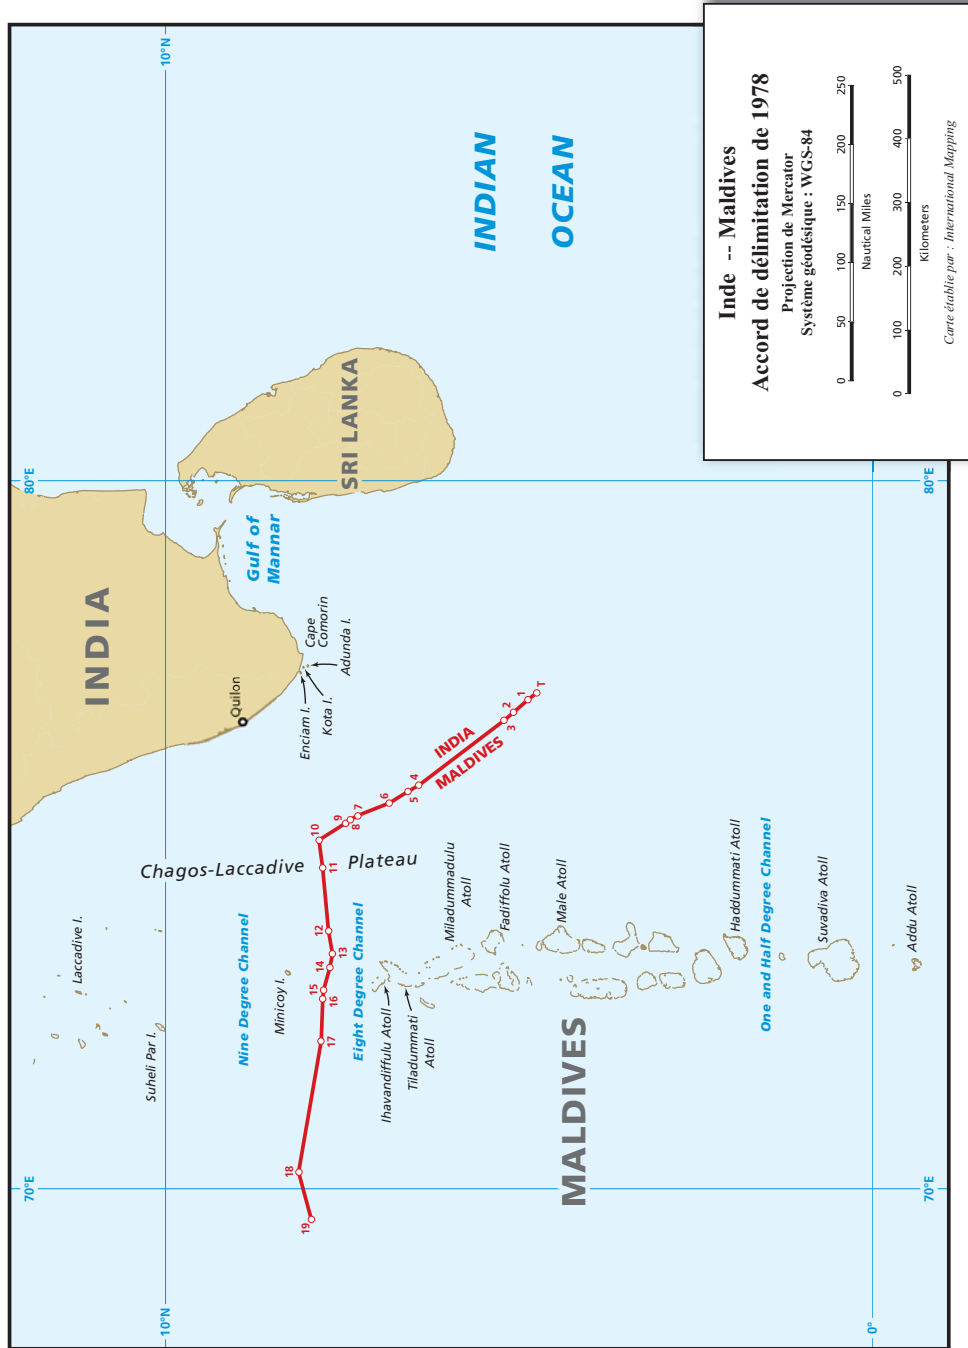 Inde -- Maldives
Accord de délimitation de 1978
Projection de Mercator
Système géodésique : WGS-84
0 50 100 150 200 250
Nautical Miles
0 100 200 300 400 500
Kilometers
Carte établie par : International Mapping
70°E
80°E
10°N
10°N
INDIA
Laccadive I.
Suheli Par I.
Quilon
Gulf of
Mannar
Nine Degree Channel
Chagos-Laccadive
Plateau
Minicoy I.
Enciam I.
Kota I.
Cape
Comorin
Adunda I.
SRI LANKA
Eight Degree Channel
19
18
17
16
15
14
13
12
11
10
9
8
7
6
5
4
3
2
1
T
INDIA
MALDIVES
Ihavandiffulu Atoll
Tiladummati
Atoll
Miladummadulu
Atoll
Fadiffolu Atoll
Male Atoll
INDIAN
OCEAN
MALDIVES
Haddummati Atoll
One and Half Degree Channel
Suvadiva Atoll
Addu Atoll
0°
70°E
80°E